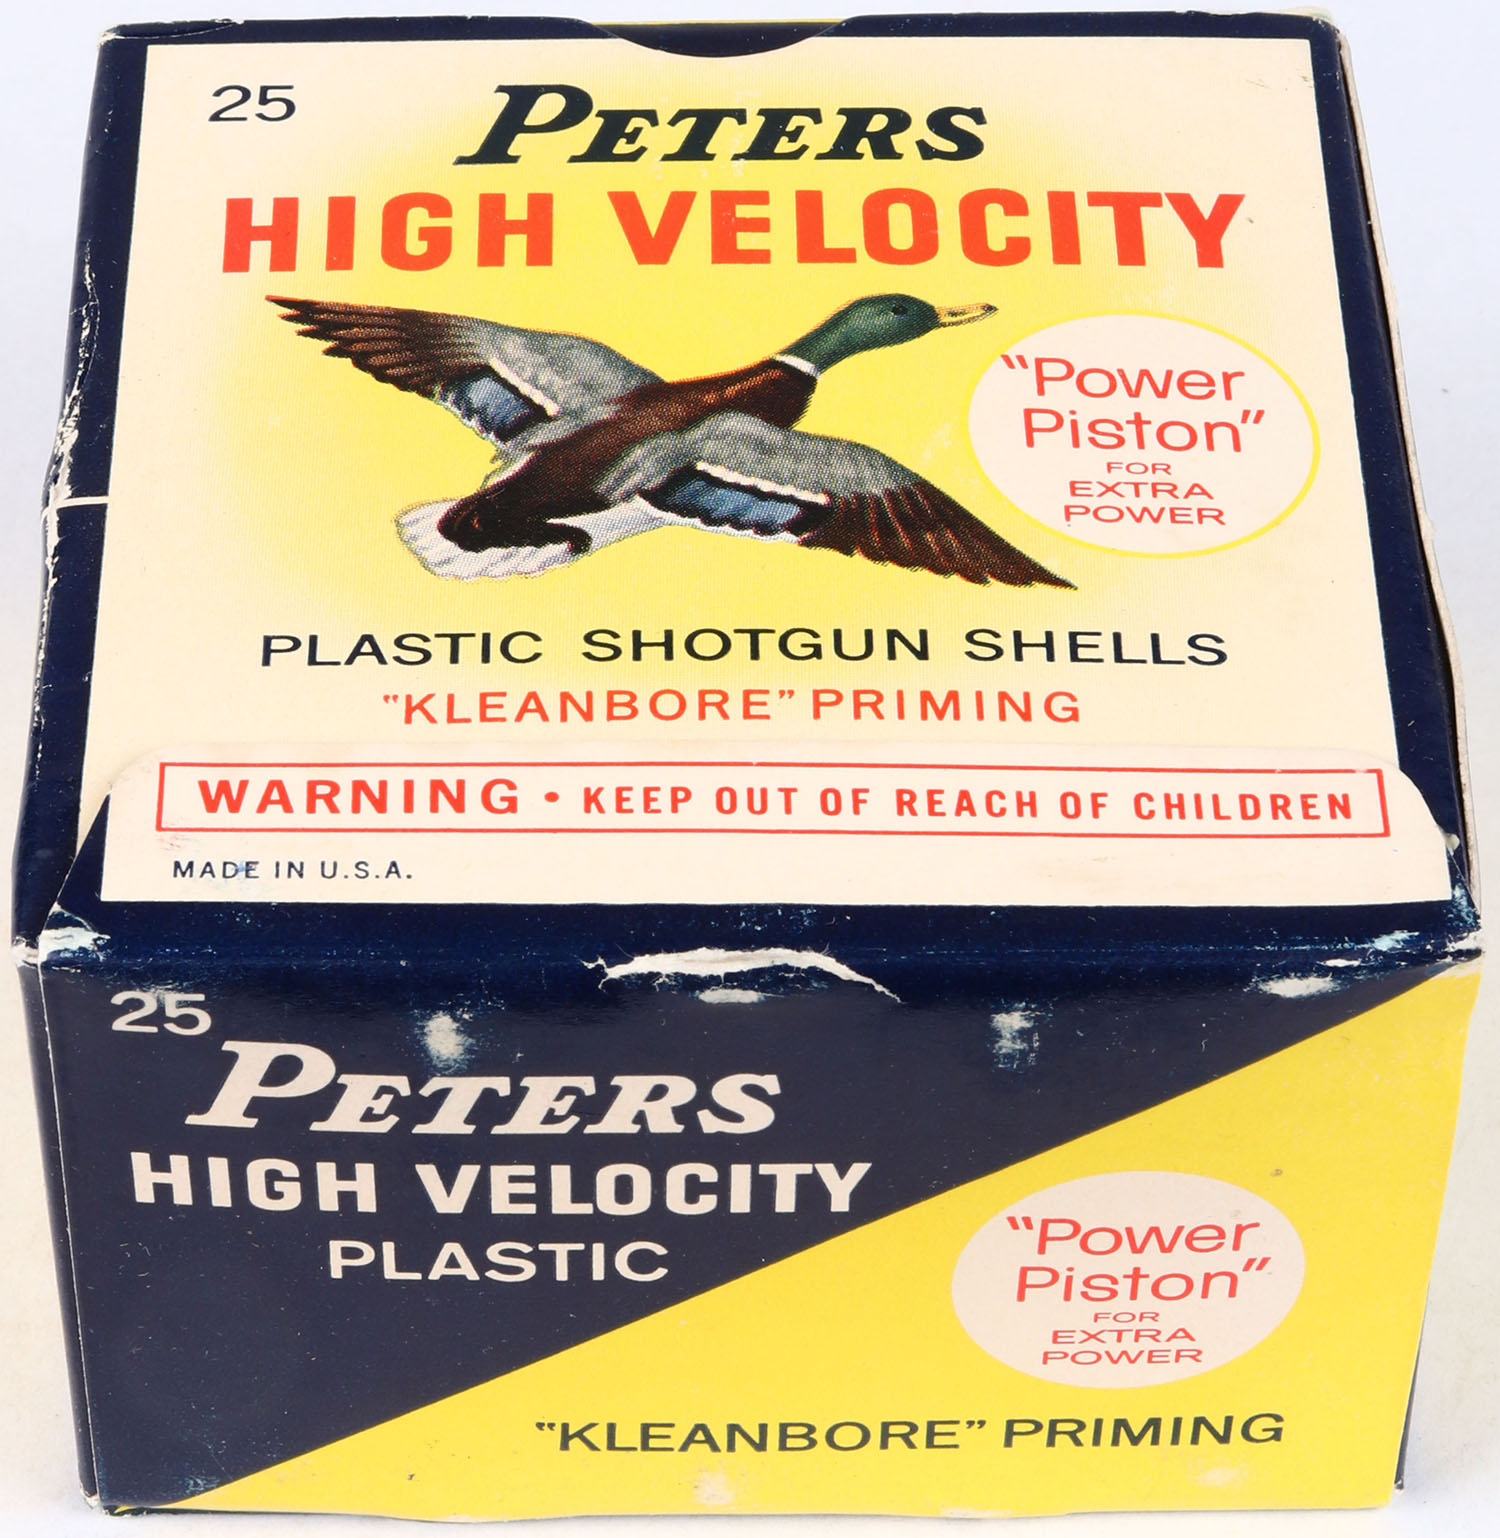 25
PETERS
HIGH VELOCITY
"Power
Piston"
FOR
EXTRA
POWER
PLASTIC SHOTGUN SHELLS
"KLEANBORE" PRIMING
WARNING • KEEP OUT OF REACH OF CHILDREN
MADE IN U.S.A.
25
PETERS
HIGH VELOCITY
PLASTIC
"Power
Piston"
FOR
EXTRA
POWER
"KLEANBORE" PRIMING